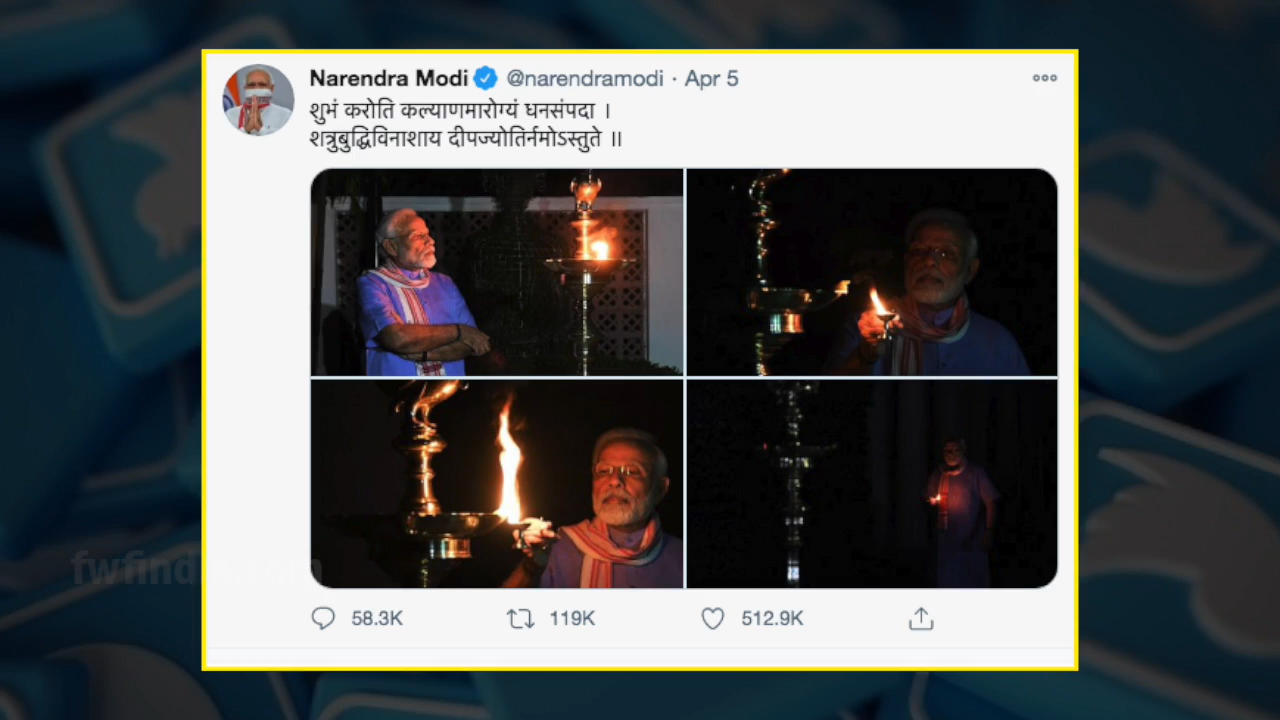 Narendra Modi @narendramodi · Apr 5
शुभं करोति कल्याणमारोग्यं धनसंपदा ।
शत्रुबुद्धिविनाशाय दीपज्योतिर्नमोऽस्तुते ॥
58.3K 119K 512.9K